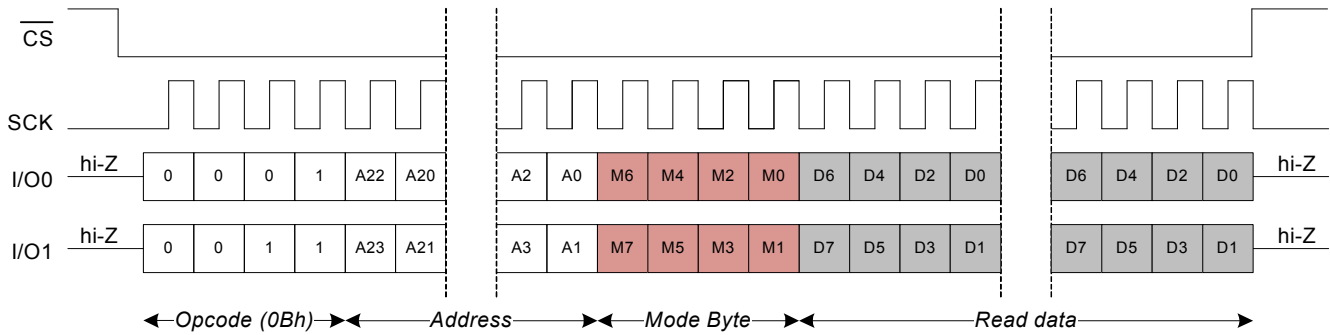 CS
SCK
hi-Z hi-Z
I/O0 0 0 0 1 A22 A20 A2 A0 M6 M4 M2 M0 D6 D4 D2 D0 D6 D4 D2 D0
hi-Z hi-Z
I/O1 0 0 1 1 A23 A21 A3 A1 M7 M5 M3 M1 D7 D5 D3 D1 D7 D5 D3 D1
Opcode (0Bh) Address Mode Byte Read data